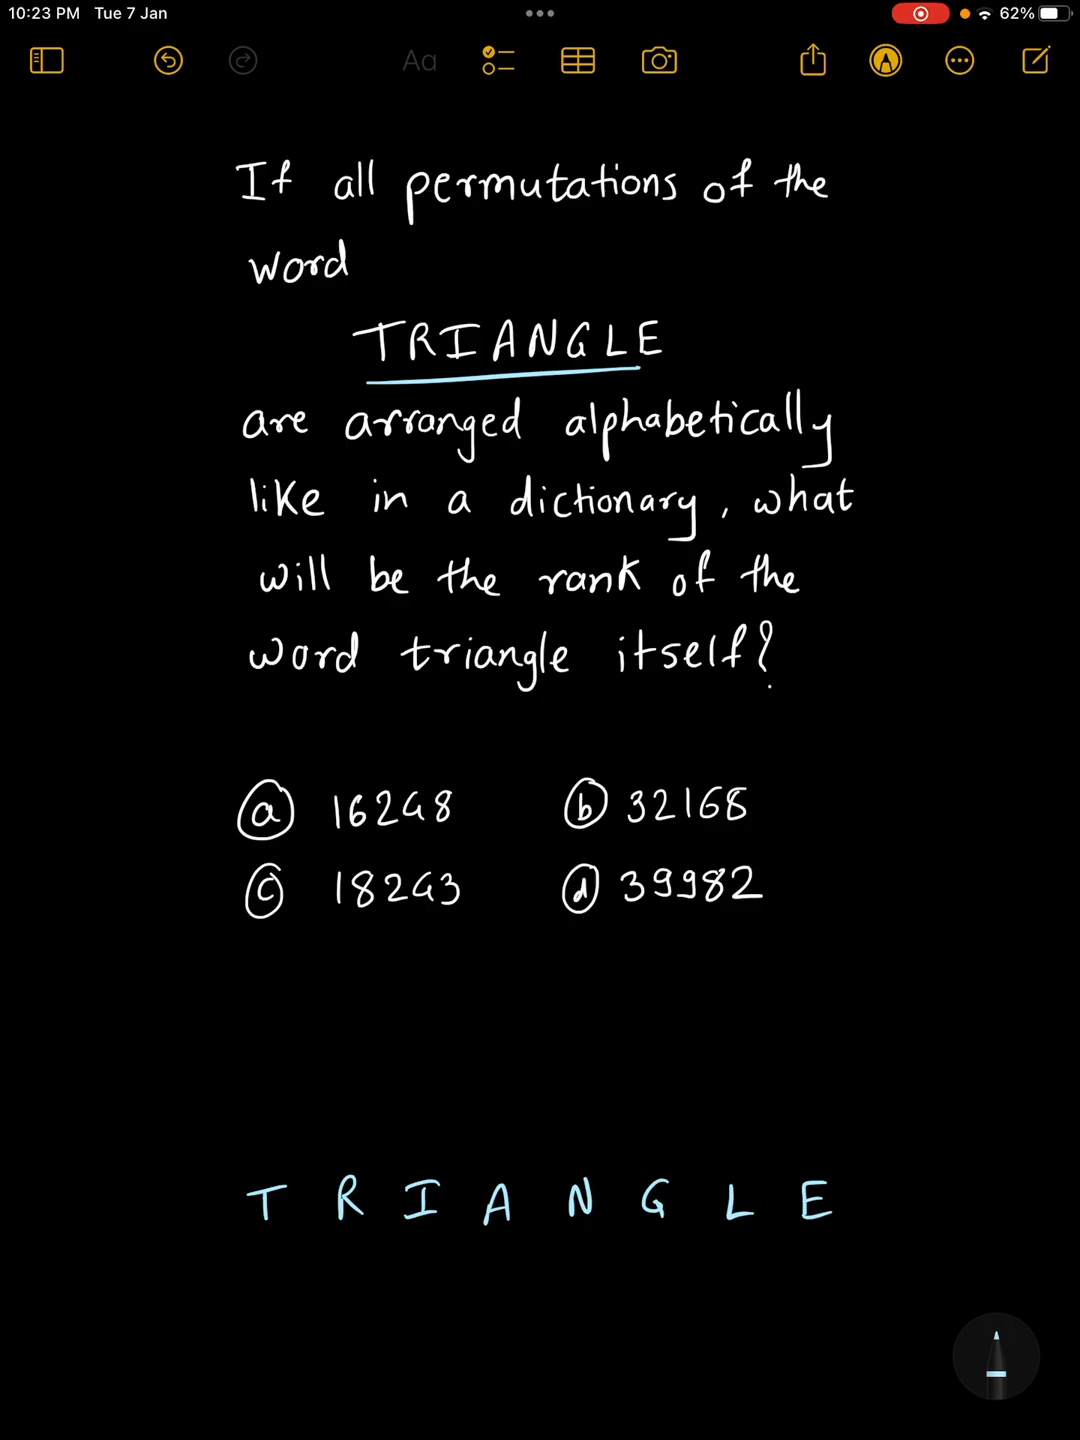 10:23 PM Tue 7 Jan
62%
Aa
If all permutations of the
word
TRIANGLE
are arranged alphabetically
like in a dictionary, what
will be the rank of the
word triangle itself?
(a) 16248 (b) 32168
(c) 18243 (d) 39982
T R I A N G L E